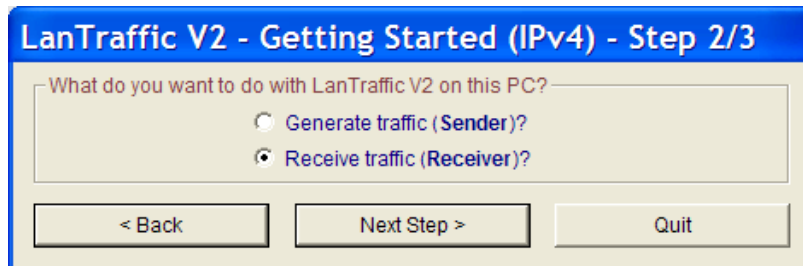 LanTraffic V2 - Getting Started (IPv4) - Step 2/3
What do you want to do with LanTraffic V2 on this PC?
Generate traffic (Sender)?
Receive traffic (Receiver)?
< Back
Next Step >
Quit